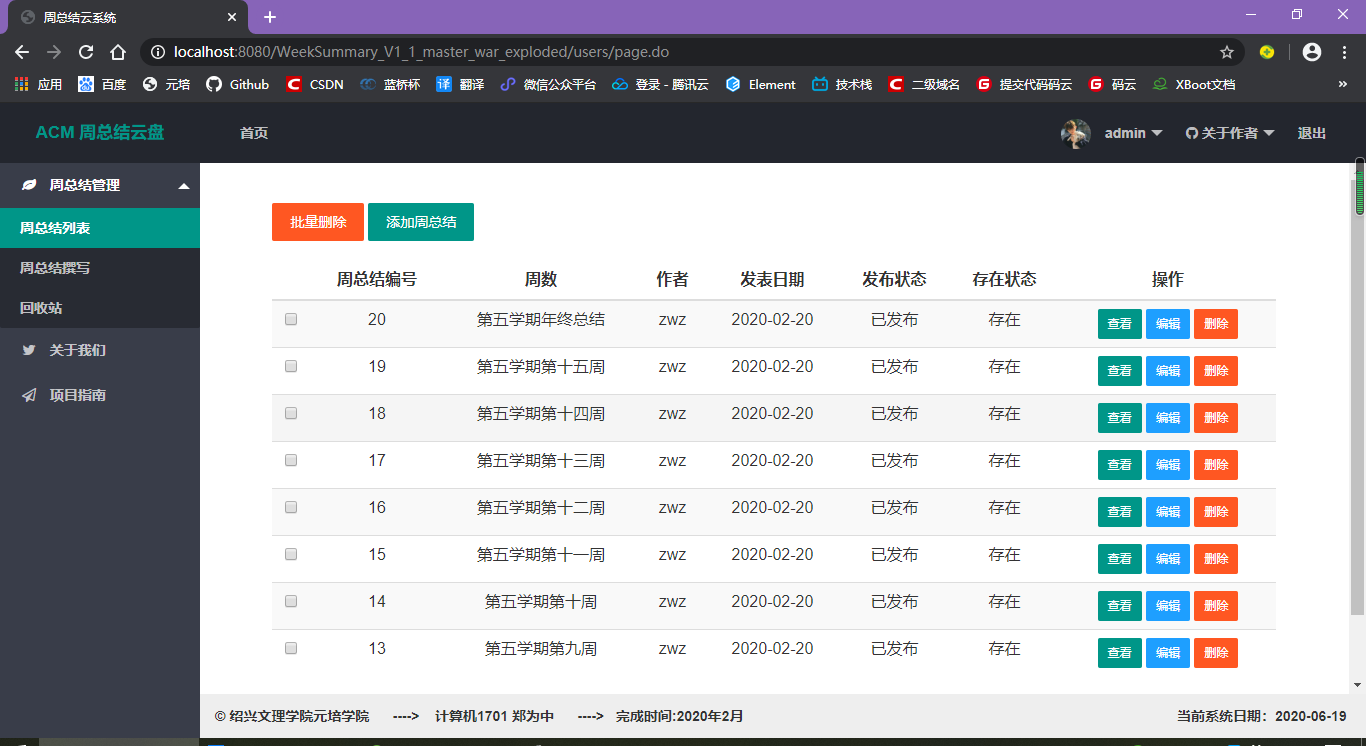 周总结云系统
localhost:8080/WeekSummary_V1_1_master_war_exploded/users/page.do
应用 百度 元培 Github CSDN 蓝桥杯 译 翻译 微信公众平台 登录 - 腾讯云 Element 技术栈 二级域名 提交代码码云 码云 XBoot文档 »
ACM 周总结云盘 首页 admin 关于作者 退出
周总结管理
周总结列表
周总结撰写
回收站
关于我们
项目指南
批量删除 添加周总结
周总结编号 周数 作者 发表日期 发布状态 存在状态 操作
20 第五学期年终总结 zwz 2020-02-20 已发布 存在 查看 编辑 删除
19 第五学期第十五周 zwz 2020-02-20 已发布 存在 查看 编辑 删除
18 第五学期第十四周 zwz 2020-02-20 已发布 存在 查看 编辑 删除
17 第五学期第十三周 zwz 2020-02-20 已发布 存在 查看 编辑 删除
16 第五学期第十二周 zwz 2020-02-20 已发布 存在 查看 编辑 删除
15 第五学期第十一周 zwz 2020-02-20 已发布 存在 查看 编辑 删除
14 第五学期第十周 zwz 2020-02-20 已发布 存在 查看 编辑 删除
13 第五学期第九周 zwz 2020-02-20 已发布 存在 查看 编辑 删除
© 绍兴文理学院元培学院 ----> 计算机1701 郑为中 ----> 完成时间:2020年2月 当前系统日期：2020-06-19